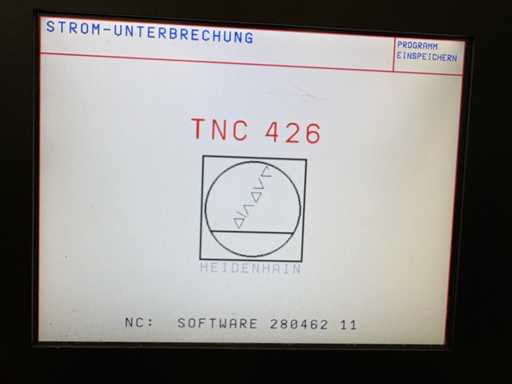 STROM-UNTERBRECHUNG
PROGRAMM
EINSPEICHERN
TNC 426
HEIDENHAIN
NC: SOFTWARE 280462 11